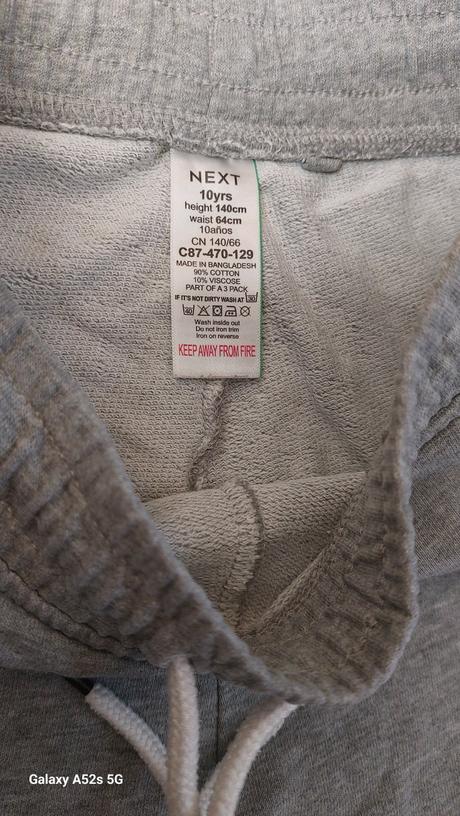 NEXT
10yrs
height 140cm
waist 64cm
10años
CN 140/66
C87-470-129
MADE IN BANGLADESH
90% COTTON
10% VISCOSE
PART OF A 3 PACK
IF IT'S NOT DIRTY WASH AT 30
40
Wash inside out
Do not iron trim
Iron on reverse
KEEP AWAY FROM FIRE
Galaxy A52s 5G